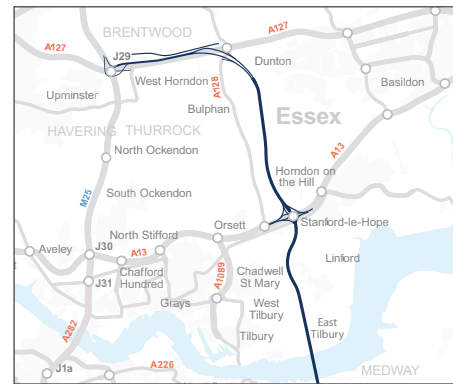 BRENTWOOD
A127
A127
J29
Dunton
West Horndon
Basildon
Upminster
A128
Bulphan
Essex
HAVERING
THURROCK
A13
North Ockendon
Horndon on
the Hill
M25
South Ockendon
Orsett
Stanford-le-Hope
North Stifford
Aveley
J30
A13
Linford
Chafford
Hundred
J31
A1089
Chadwell
St Mary
Grays
West
Tilbury
East
Tilbury
A282
Tilbury
J1a
A226
MEDWAY